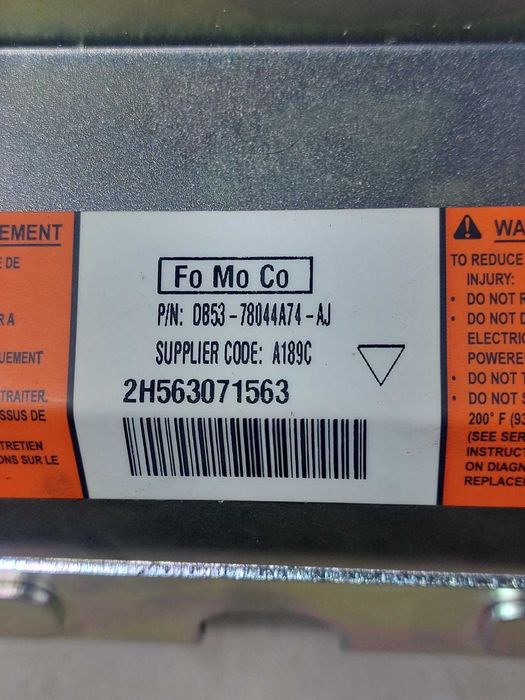 EMENT
DE
R A
UEMENT
TRAITER.
SSUS DE
TRETIEN
ONS SUR LE
Fo Mo Co
P/N: DB53-78044A74-AJ
SUPPLIER CODE: A189C
2H563071563
WA
TO REDUCE
INJURY:
• DO NOT R
• DO NOT D
ELECTRIC
POWERE
• DO NOT T
• DO NOT S
200° F (93
(SEE SER
INSTRUCT
ON DIAGN
REPLACE